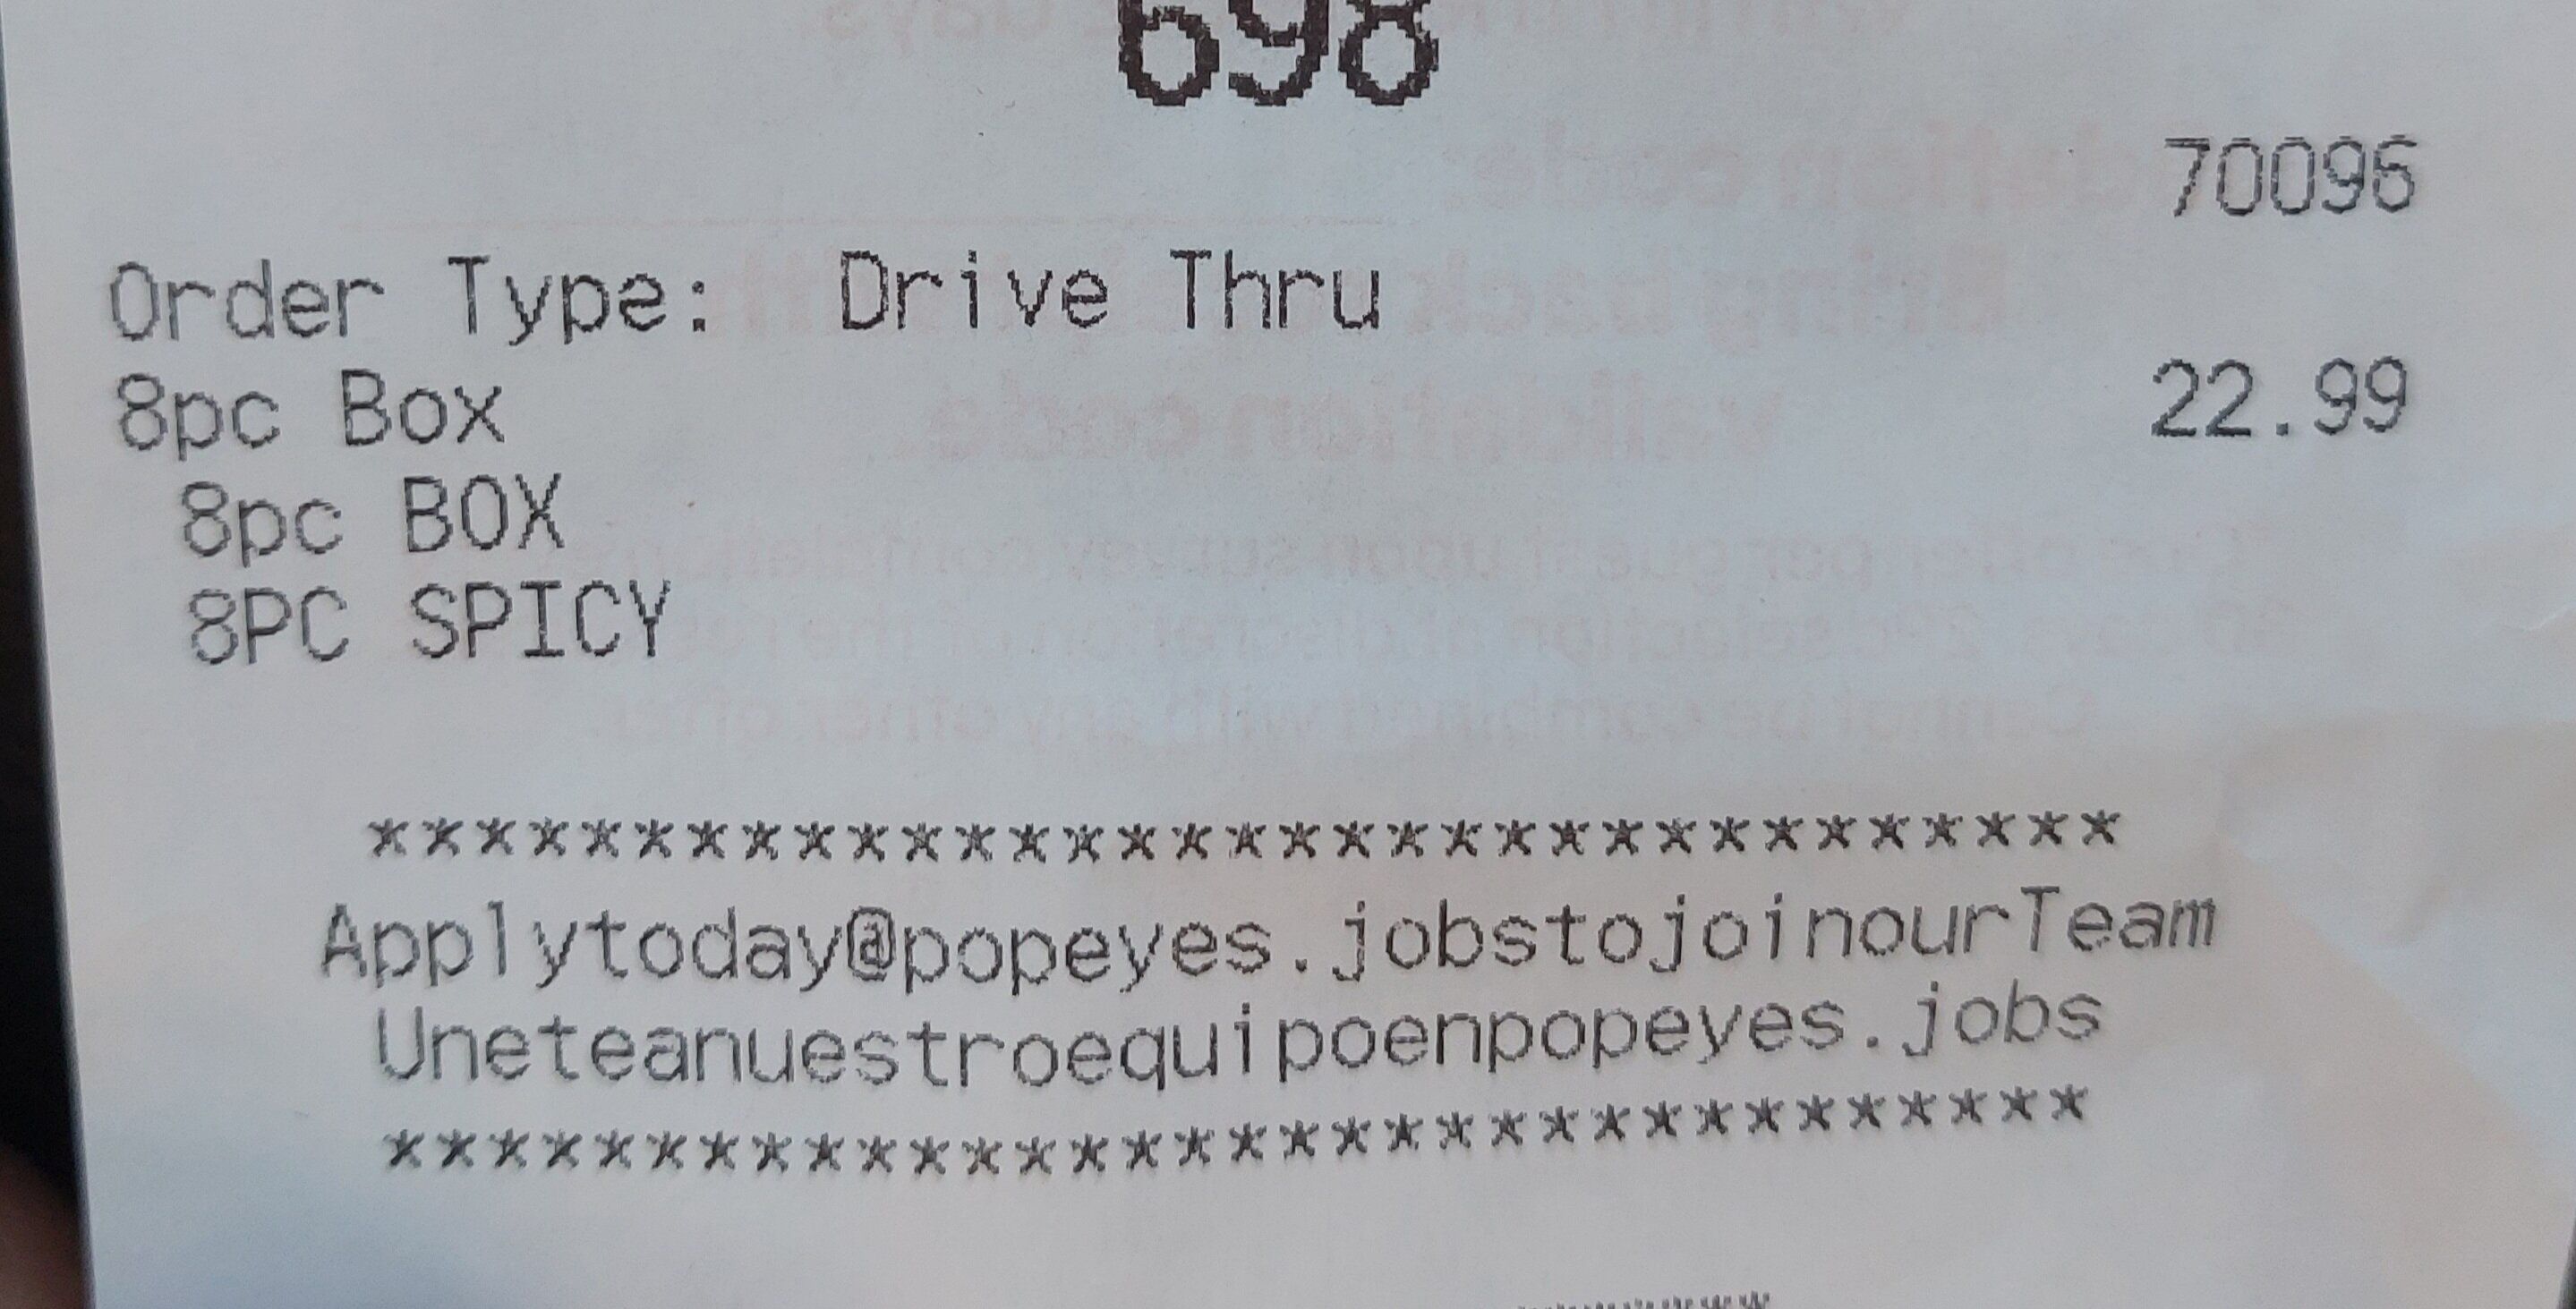 698
70096
Order Type: Drive Thru
8pc Box 22.99
8pc BOX
8PC SPICY
*********************************
Applytoday@popeyes.jobstojoinourTeam
Uneteanuestroequipoenpopeyes.jobs
********************************